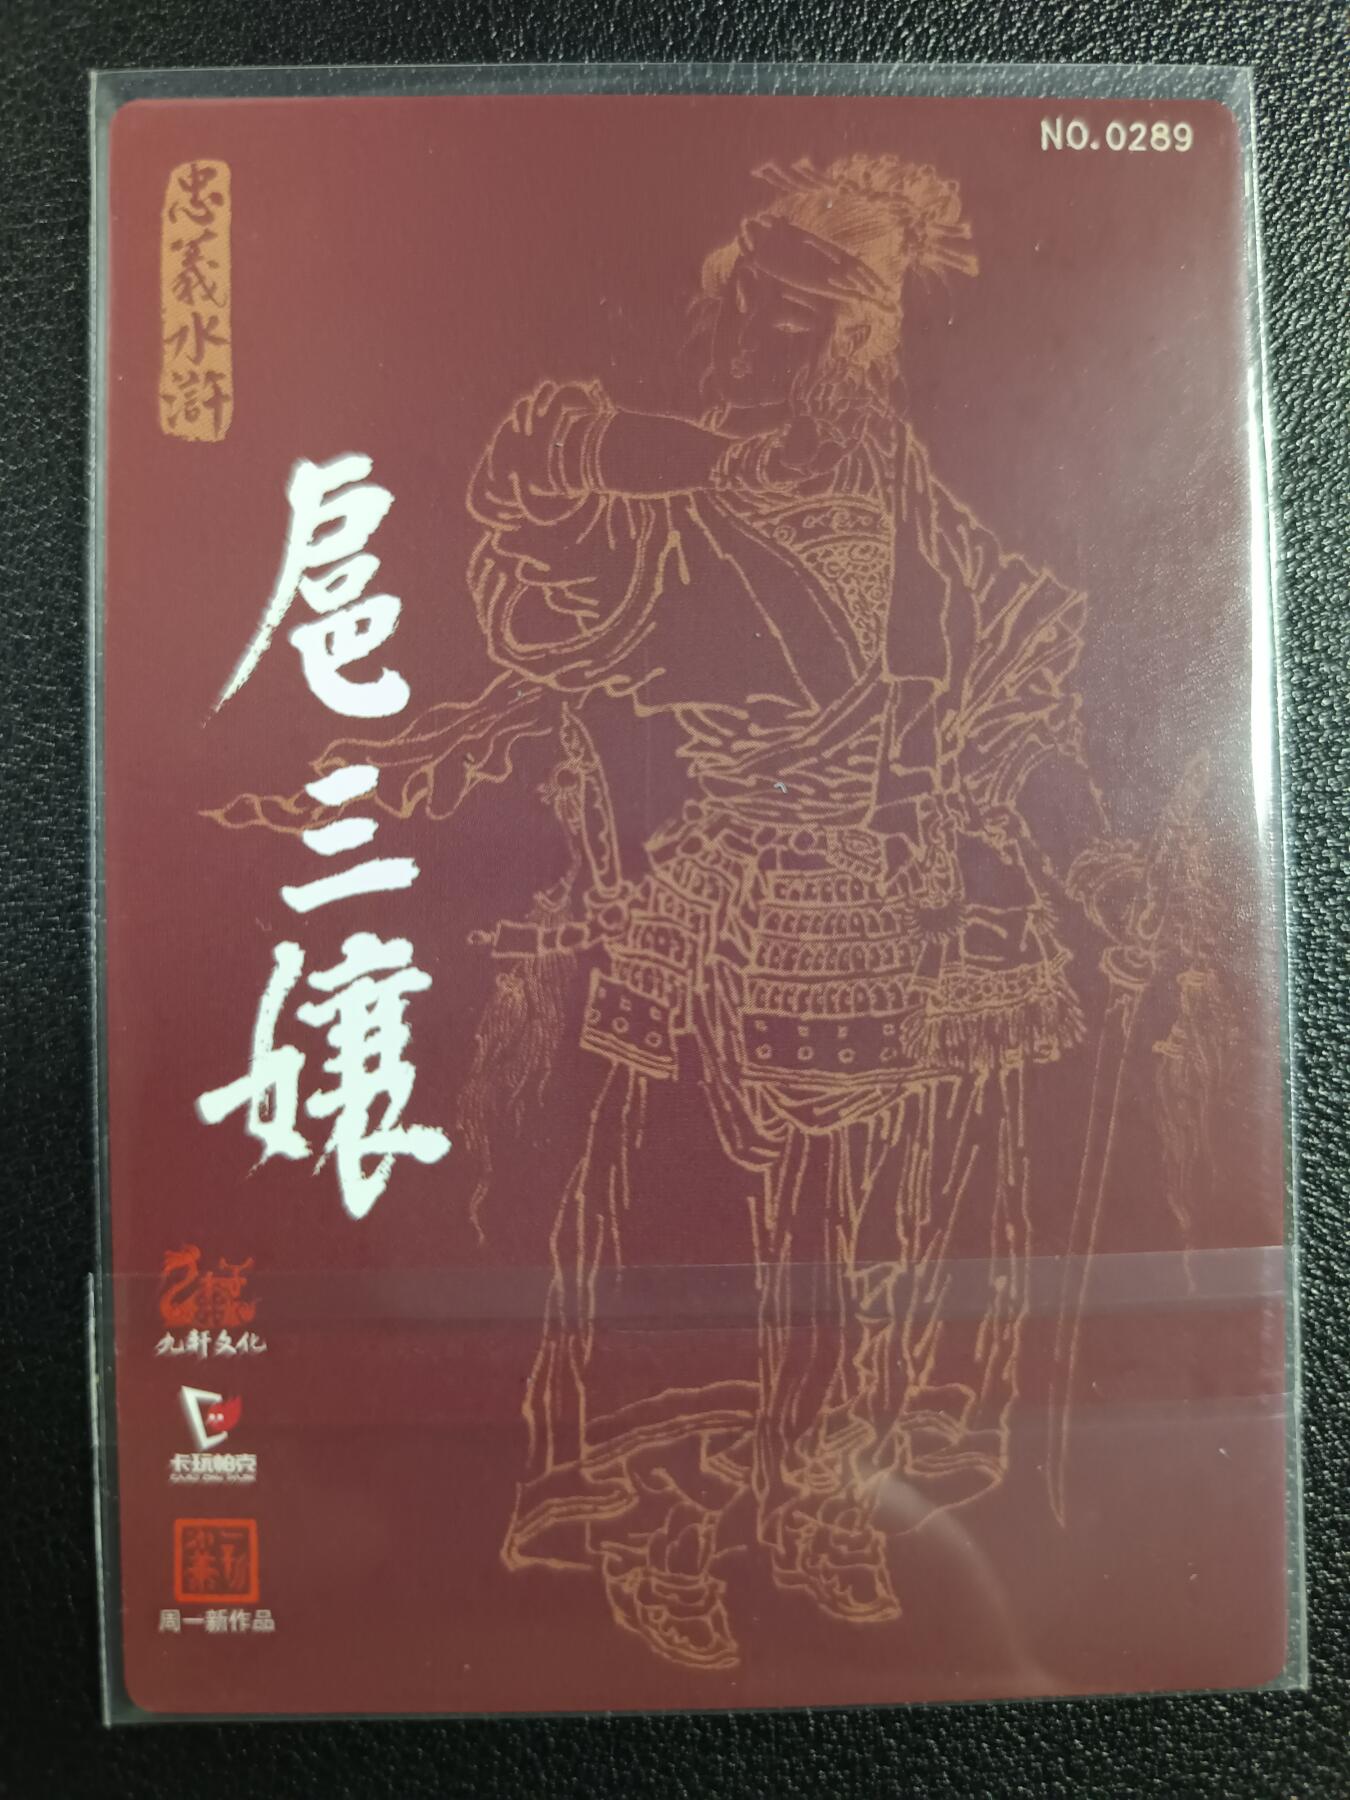 NO.0289
忠義水滸
扈三孃
九軒文化
卡玩帕克
周一新作品